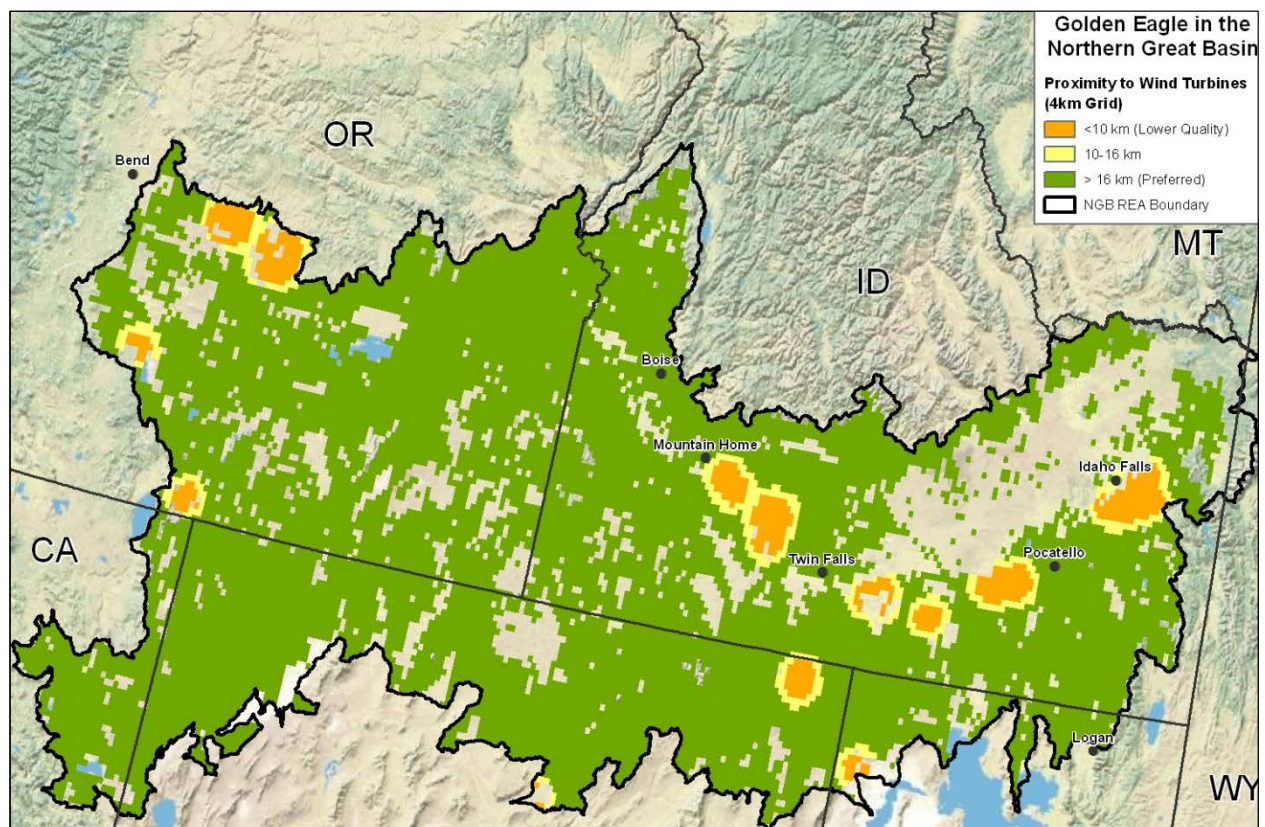 Golden Eagle in the
Northern Great Basin
Proximity to Wind Turbines
(4km Grid)
<10 km (Lower Quality)
10-16 km
> 16 km (Preferred)
NGB REA Boundary
OR
Bend
MT
ID
Boise
Mountain Home
Idaho Falls
CA
Twin Falls
Pocatello
Logan
WY